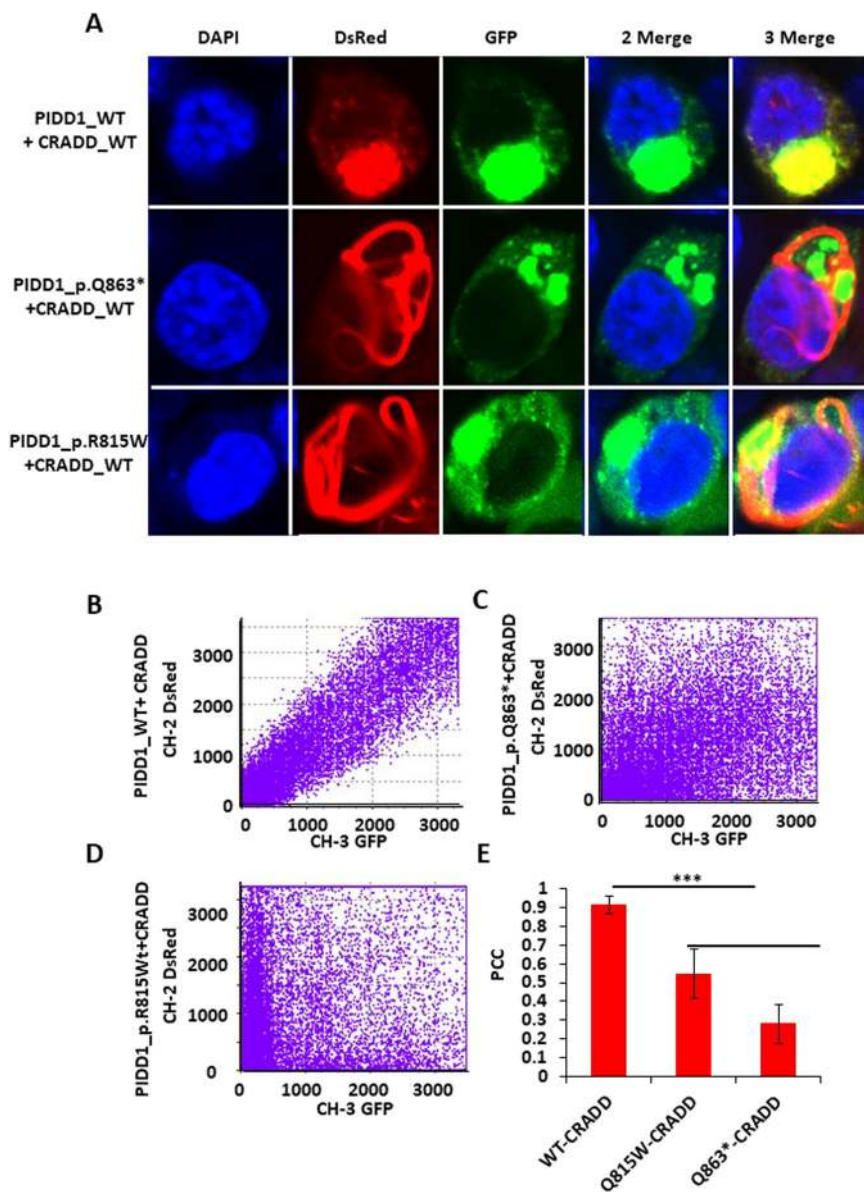 A
DAPI DsRed GFP 2 Merge 3 Merge
PIDD1_WT
+ CRADD_WT
PIDD1_p.Q863*
+CRADD_WT
PIDD1_p.R815W
+CRADD_WT
B
PIDD1_WT+ CRADD
CH-2 DsRed
3000
2000
1000
0
0 1000 2000 3000
CH-3 GFP
C
PIDD1_p.Q863*+CRADD
CH-2 DsRed
3000
2000
1000
0
0 1000 2000 3000
CH-3 GFP
D
PIDD1_p.R815Wt+CRADD
CH-2 DsRed
3000
2000
1000
0
0 1000 2000 3000
CH-3 GFP
E
***
PCC
1
0.9
0.8
0.7
0.6
0.5
0.4
0.3
0.2
0.1
0
WT-CRADD
Q815W-CRADD
Q863*-CRADD